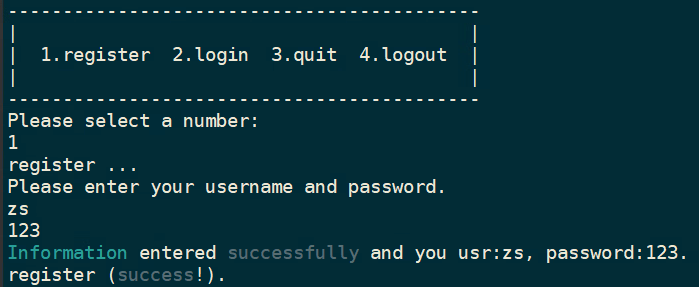 -------------------------------------------
|                                         |
|  1.register  2.login  3.quit  4.logout  |
|                                         |
-------------------------------------------
Please select a number:
1
register ...
Please enter your username and password.
zs
123
Information entered successfully and you usr:zs, password:123.
register (success!).